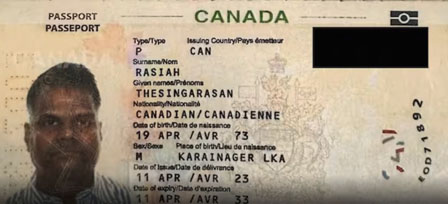 PASSPORT
PASSEPORT
CANADA
Type/Type Issuing Country/Pays émetteur
P CAN
Surname/Nom
RASIAH
Given names/Prénoms
THESINGARASAN
Nationality/Nationalité
CANADIAN/CANADIENNE
Date of birth/Date de naissance
19 APR /AVR 73
Sex/Sexe Place of birth/Lieu de naissance
M KARAINAGER LKA
Date of issue/Date de délivrance
11 APR /AVR 23
Date of expiry/Date d'expiration
11 APR /AVR 33